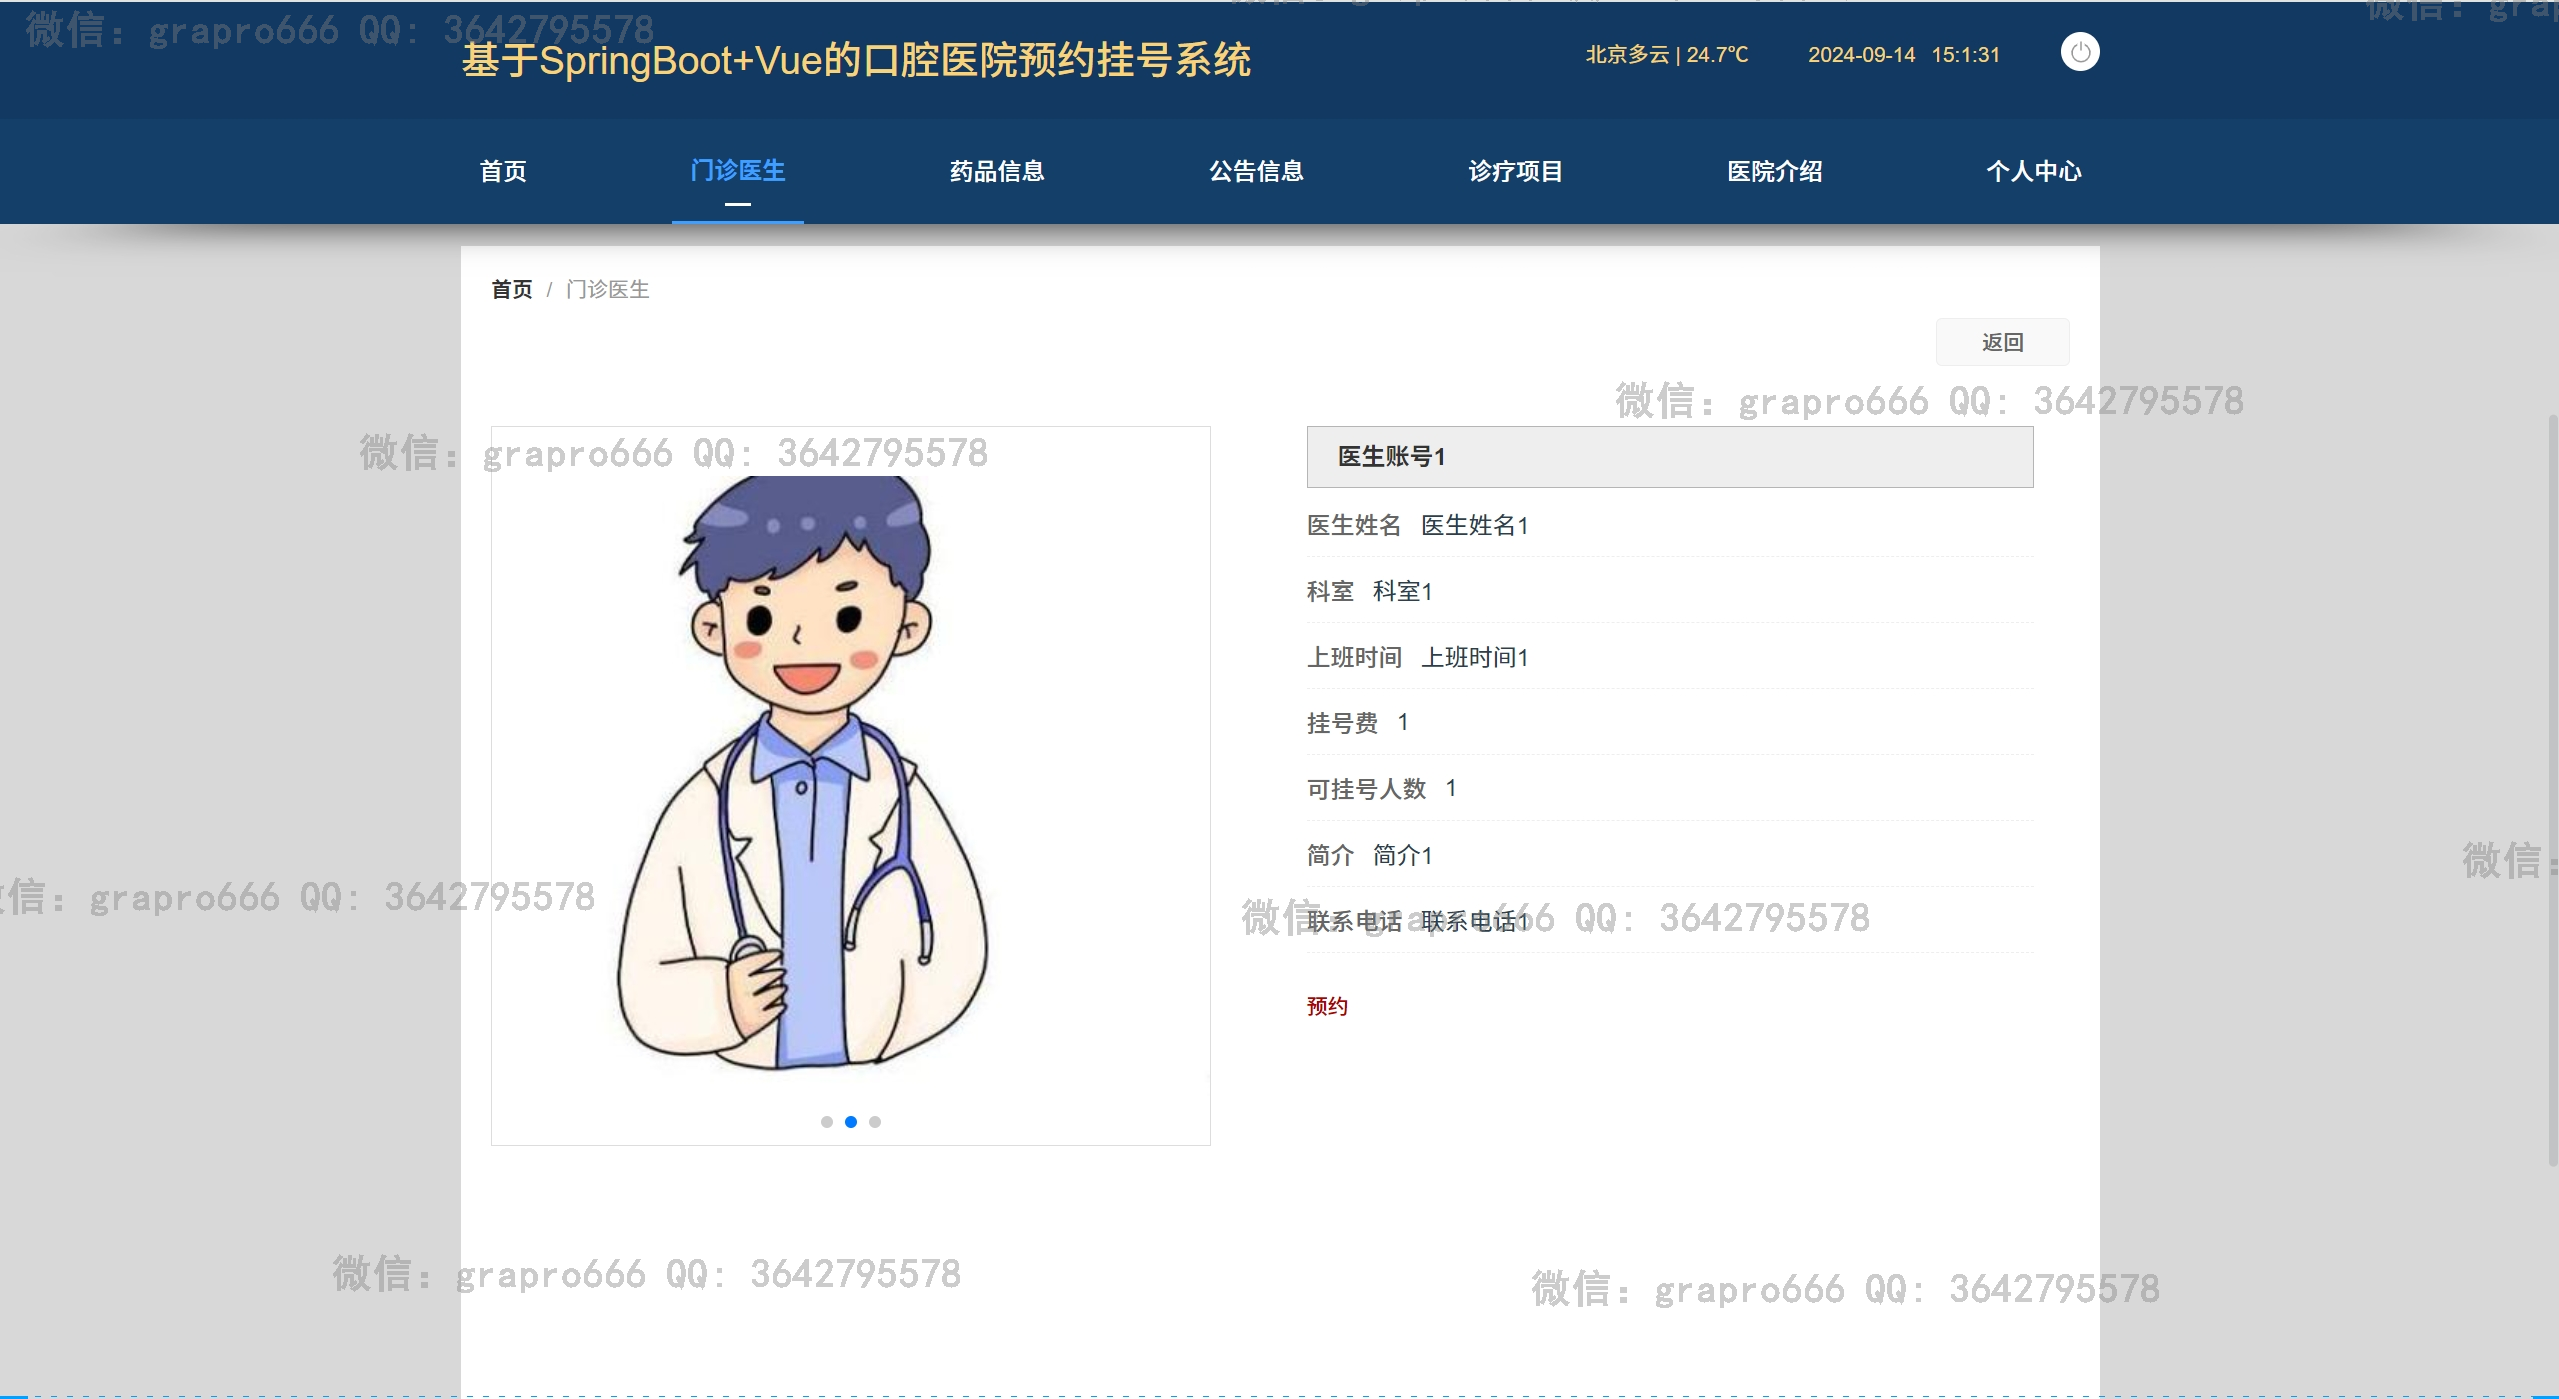 微信: grapro666 QQ: 3642795578
基于SpringBoot+Vue的口腔医院预约挂号系统
北京多云 | 24.7℃ 2024-09-14 15:1:31
首页 门诊医生 药品信息 公告信息 诊疗项目 医院介绍 个人中心
首页 / 门诊医生
返回
微信: grapro666 QQ: 3642795578
微信: grapro666 QQ: 3642795578
医生账号1
医生姓名 医生姓名1
科室 科室1
上班时间 上班时间1
挂号费 1
可挂号人数 1
简介 简介1
微信:
微信: grapro666 QQ: 3642795578
微信: grapro666 QQ: 3642795578
联系电话 联系电话1
预约
微信: grapro666 QQ: 3642795578
微信: grapro666 QQ: 3642795578